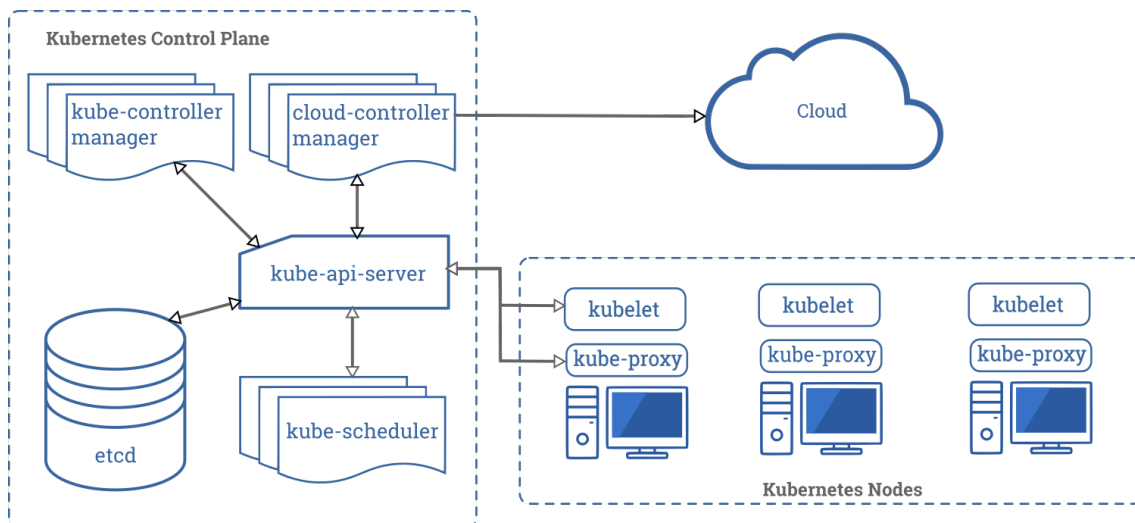 Kubernetes Control Plane
kube-controller
manager
cloud-controller
manager
Cloud
kube-api-server
kubelet
kubelet
kubelet
kube-proxy
kube-proxy
kube-proxy
etcd
kube-scheduler
Kubernetes Nodes